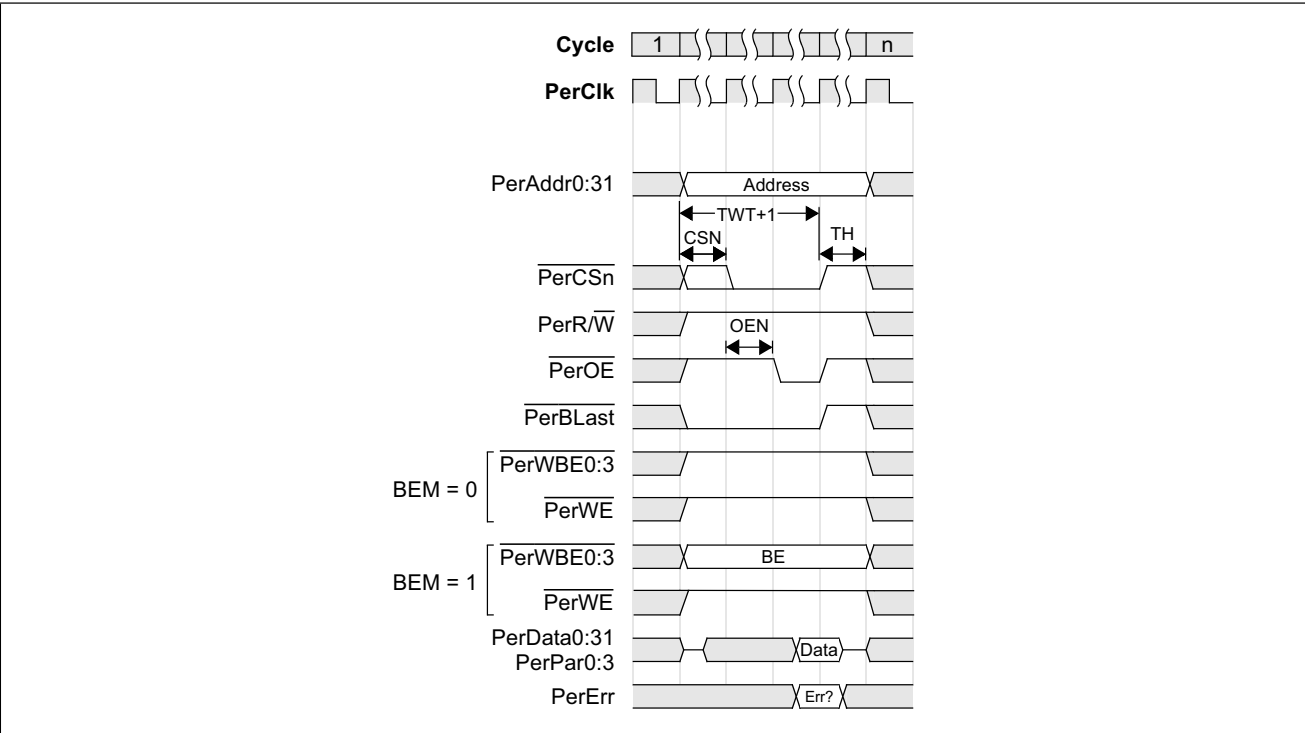 Cycle 1 n
PerClk
PerAddr0:31 Address
TWT+1
CSN TH
PerCSn
PerR/W
OEN
PerOE
PerBLast
PerWBE0:3
BEM = 0
PerWE
PerWBE0:3 BE
BEM = 1
PerWE
PerData0:31
Data
PerPar0:3
PerErr Err?